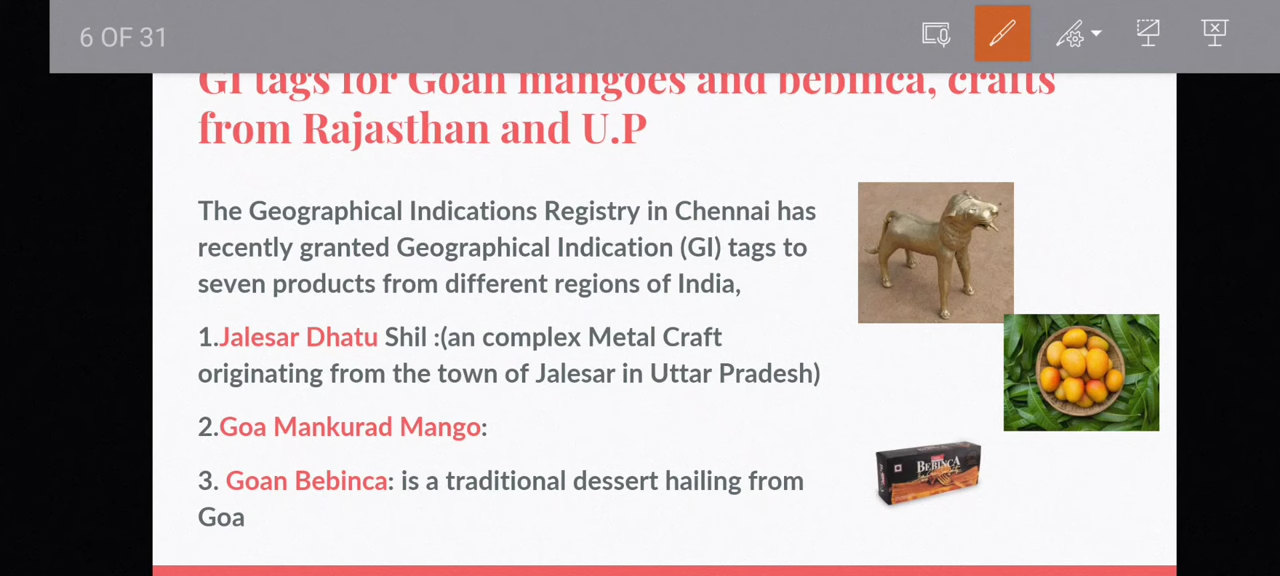 6 OF 31
GI tags for Goan mangoes and bebinca, crafts
from Rajasthan and U.P
The Geographical Indications Registry in Chennai has
recently granted Geographical Indication (GI) tags to
seven products from different regions of India,
1.Jalesar Dhatu Shil :(an complex Metal Craft
originating from the town of Jalesar in Uttar Pradesh)
2.Goa Mankurad Mango:
3. Goan Bebinca: is a traditional dessert hailing from
Goa
BEBINCA